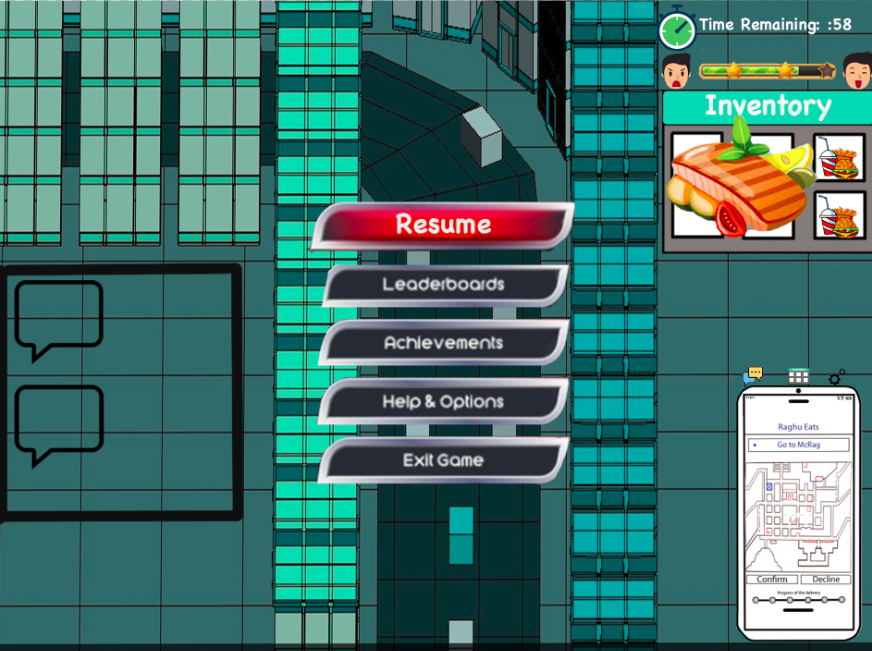 Time Remaining: :58
Inventory
Resume
Leaderboards
Achievements
Help & Options
Exit Game
Raghu Eats
Go to McRag
Confirm
Decline
Progress of the delivery